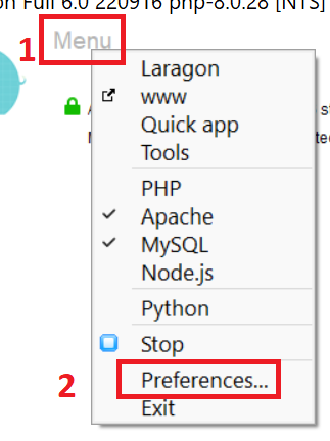 on Full 6.0 220916 php-8.0.28 [NTS]
1 Menu
Laragon
www
Quick app
Tools
PHP
Apache
MySQL
Node.js
Python
Stop
2 Preferences...
Exit